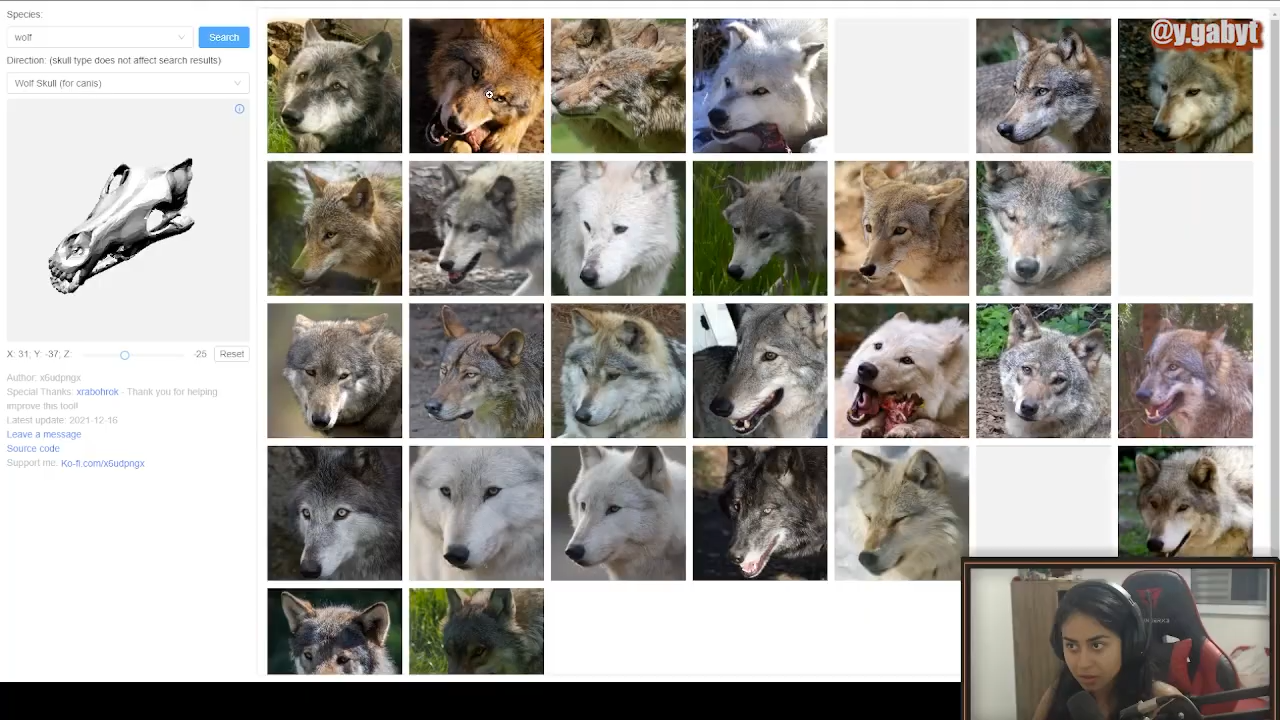 Species:
wolf
Search
Direction: (skull type does not affect search results)
Wolf Skull (for canis)
X: 31; Y: -37; Z:
-25
Reset
Author: x6udpngx
Special Thanks: xrabohrok - Thank you for helping
improve this tool!
Latest update: 2021-12-16
Leave a message
Source code
Support me: Ko-fi.com/x6udpngx
@y.gabyt